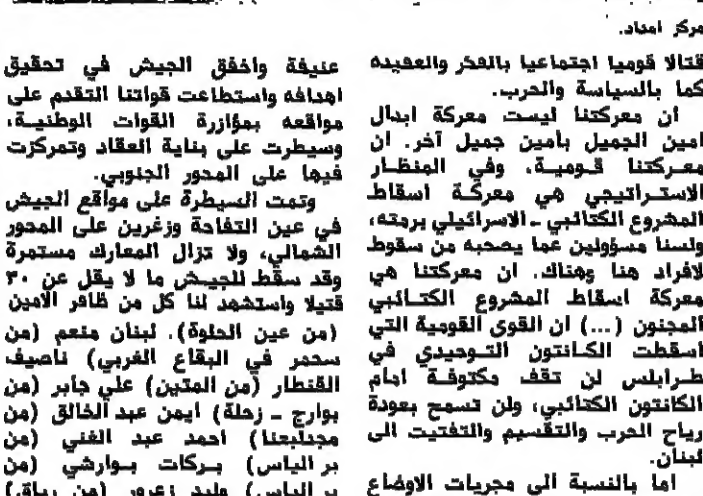 مركز امداد.
قتالا قوميا اجتماعيا بالفكر والعقيده
كما بالسياسة والحرب.
أن معركتنا ليست معركة ابدال
امين الجميل بأمين جميل آخر. ان
معركتنا قومية، وفي المنظار
الاستراتيجي هي معركة اسقاط
المشروع الكتائبي ـ الاسرائيلي برمته،
ولسنا مسؤولين عما يصحبه من سقوط
لافراد هنا وهناك. ان معركتنا هي
معركة اسقاط المشروع الكتائبي
المجنون (...) ان القوى القومية التي
اسقطت الكانتون التوحيدي في
طرابلس لن تقف مكتوفة امام
الكانتون الكتائبي، ولن تسمح بعودة
رياح الحرب والتقسيم والتفتيت الى
لبنان.
اما بالنسبة الى مجريات الاوضاع
عنيفة واخفق الجيش في تحقيق
اهدافه واستطاعت قواتنا التقدم على
مواقعه بمؤازرة القوات الوطنية،
وسيطرت على بناية العقاد وتمركزت
فيها على المحور الجنوبي.
وتمت السيطرة على مواقع الجيش
في عين التفاحة وزغرين على المحور
الشمالي، ولا تزال المعارك مستمرة
وقد سقط للجيش ما لا يقل عن ٣٠
قتيلا واستشهد لنا كل من ظافر الامين
(من عين الحلوة). لبنان منعم (من
سحمر في البقاع الغربي) ناصيف
القنطار (من المتين) علي جابر (من
بوارج ـ زحلة) ايمن عبد الخالق (من
مجدلبعنا) احمد عبد الغني (من
بر الياس) بركات بوارشي (من
بر الياس) وليد زعرور (من رياق)